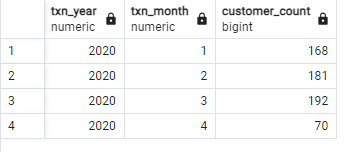 txn_year txn_month customer_count
numeric numeric bigint
1 2020 1 168
2 2020 2 181
3 2020 3 192
4 2020 4 70